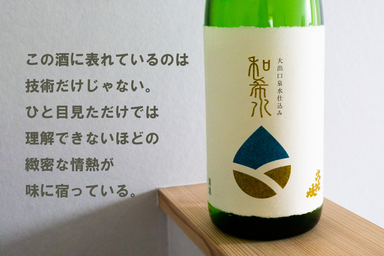 この酒に表れているのは
技術だけじゃない。
ひと目見ただけでは
理解できないほどの
緻密な情熱が
味に宿っている。
大出口泉水仕込み
和希水